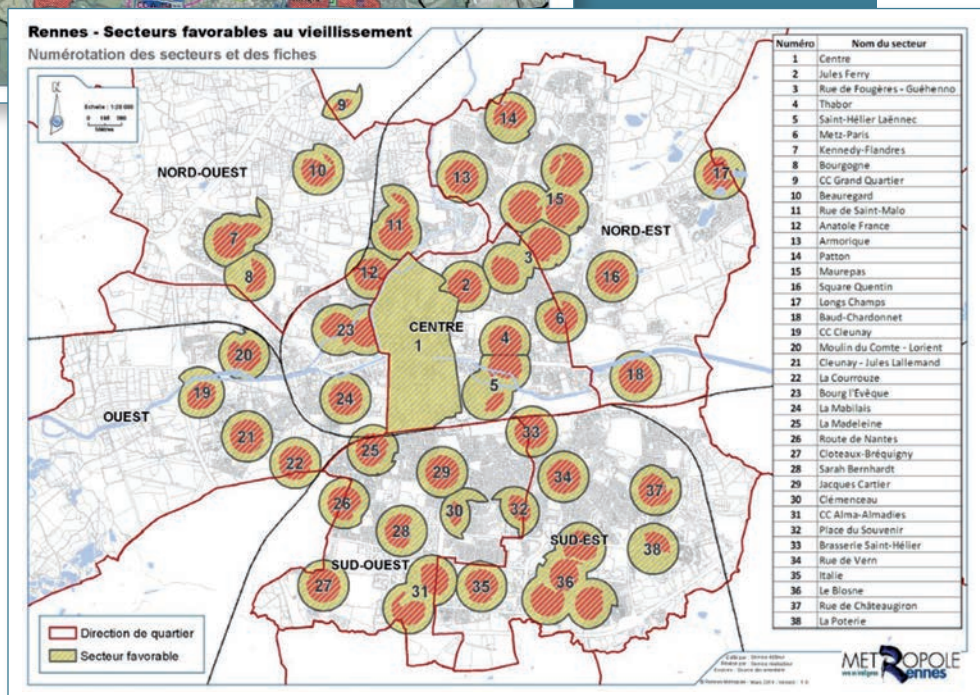 Rennes - Secteurs favorables au vieillissement
Numérotation des secteurs et des fiches
N
Numéro Nom du secteur
1 Centre
2 Jules Ferry
3 Rue de Fougères - Guéhenno
4 Thabor
5 Saint-Hélier Laënnec
6 Metz-Paris
7 Kennedy-Flandres
8 Bourgogne
9 CC Grand Quartier
10 Beauregard
11 Rue de Saint-Malo
12 Anatole France
13 Armorique
14 Patton
15 Maurepas
16 Square Quentin
17 Longs Champs
18 Baud-Chardonnet
19 CC Cleunay
20 Moulin du Comte - Lorient
21 Cleunay - Jules Lallemand
22 La Courrouze
23 Bourg l'Evêque
24 La Mabilais
25 La Madeleine
26 Route de Nantes
27 Cloteaux-Bréquigny
28 Sarah Bernhardt
29 Jacques Cartier
30 Clémenceau
31 CC Alma-Almadies
32 Place du Souvenir
33 Brasserie Saint-Hélier
34 Rue de Vern
35 Italie
36 Le Blosne
37 Rue de Châteaugiron
38 La Poterie
9
14
NORD-OUEST
10
13
17
11
15
7
NORD-EST
3
8
12
2
16
6
23
CENTRE
1
4
20
18
5
19
24
OUEST
21
33
25
22
29
34
37
26
30
32
28
SUD-EST
38
SUD-OUEST
27
31
35
36
Direction de quartier
Secteur favorable
METROPOLE
Rennes